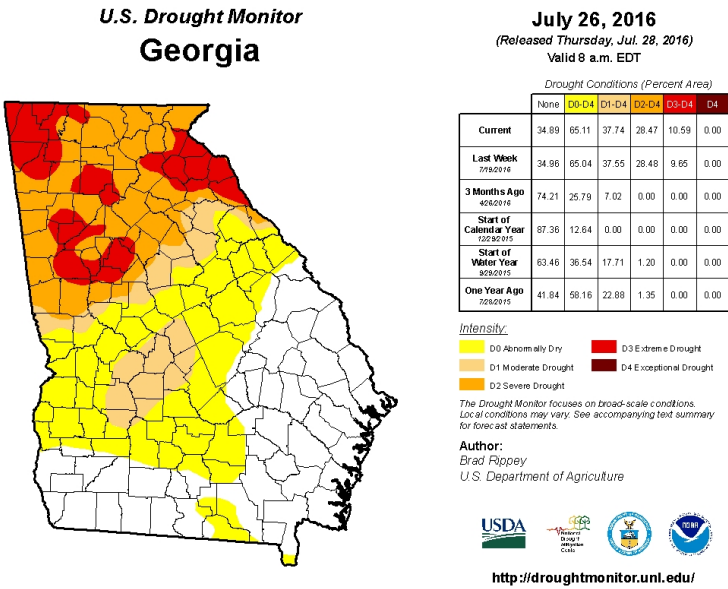 U.S. Drought Monitor
Georgia
July 26, 2016
(Released Thursday, Jul. 28, 2016)
Valid 8 a.m. EDT
Drought Conditions (Percent Area)
None D0-D4 D1-D4 D2-D4 D3-D4 D4
Current 34.89 65.11 37.74 28.47 10.59 0.00
Last Week 34.96 65.04 37.55 28.48 9.65 0.00
7/19/2016
3 Months Ago 74.21 25.79 7.02 0.00 0.00 0.00
4/26/2016
Start of
Calendar Year 87.36 12.64 0.00 0.00 0.00 0.00
12/29/2015
Start of
Water Year 63.46 36.54 17.71 1.20 0.00 0.00
9/29/2015
One Year Ago 41.84 58.16 22.88 1.35 0.00 0.00
7/28/2015
Intensity:
D0 Abnormally Dry D3 Extreme Drought
D1 Moderate Drought D4 Exceptional Drought
D2 Severe Drought
The Drought Monitor focuses on broad-scale conditions.
Local conditions may vary. See accompanying text summary
for forecast statements.
Author:
Brad Rippey
U.S. Department of Agriculture
USDA
National
Drought
Mitigation
Center
NOAA
http://droughtmonitor.unl.edu/